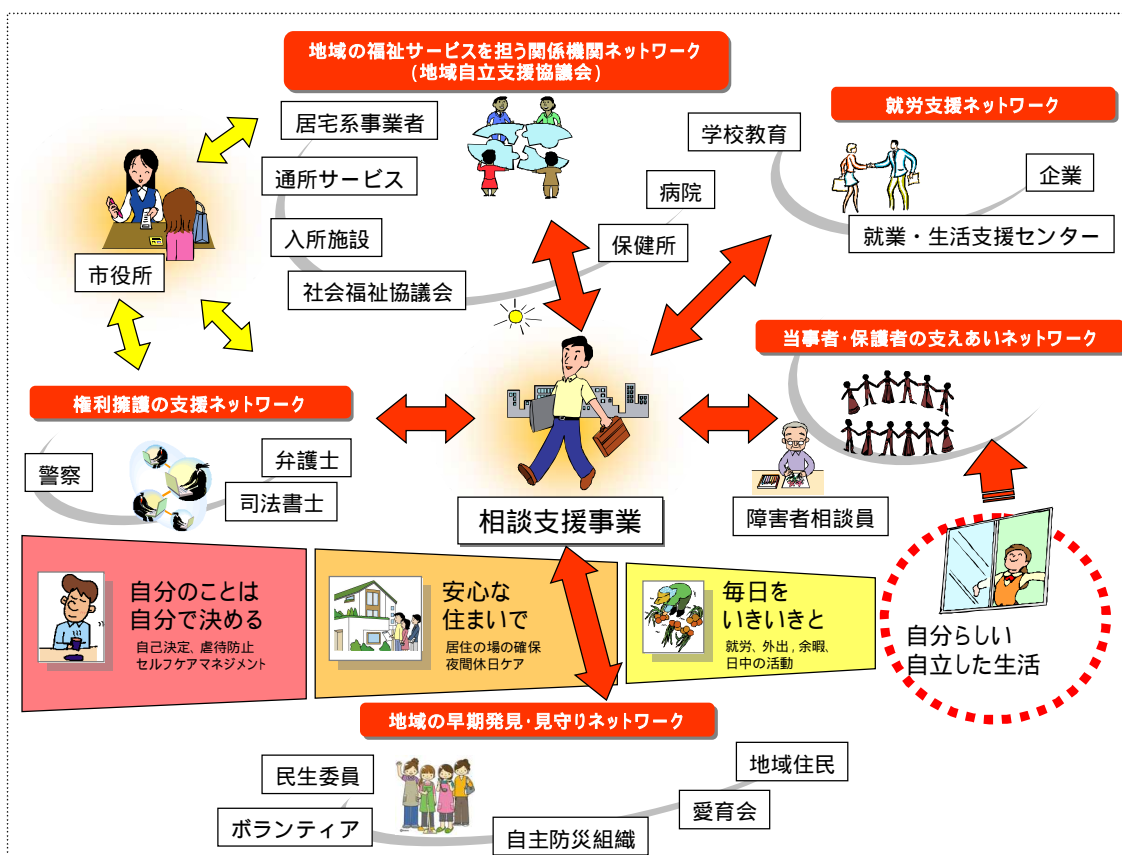 地域の福祉サービスを担う関係機関ネットワーク
(地域自立支援協議会)
居宅系事業者
通所サービス
入所施設
社会福祉協議会
学校教育
病院
保健所
市役所
就労支援ネットワーク
企業
就業・生活支援センター
当事者・保護者の支えあいネットワーク
障害者相談員
権利擁護の支援ネットワーク
警察
弁護士
司法書士
相談支援事業
自分のことは
自分で決める
自己決定、虐待防止
セルフケアマネジメント
安心な
住まいで
居住の場の確保
夜間休日ケア
毎日を
いきいきと
就労、外出,余暇、
日中の活動
自分らしい
自立した生活
地域の早期発見・見守りネットワーク
民生委員
ボランティア
自主防災組織
愛育会
地域住民